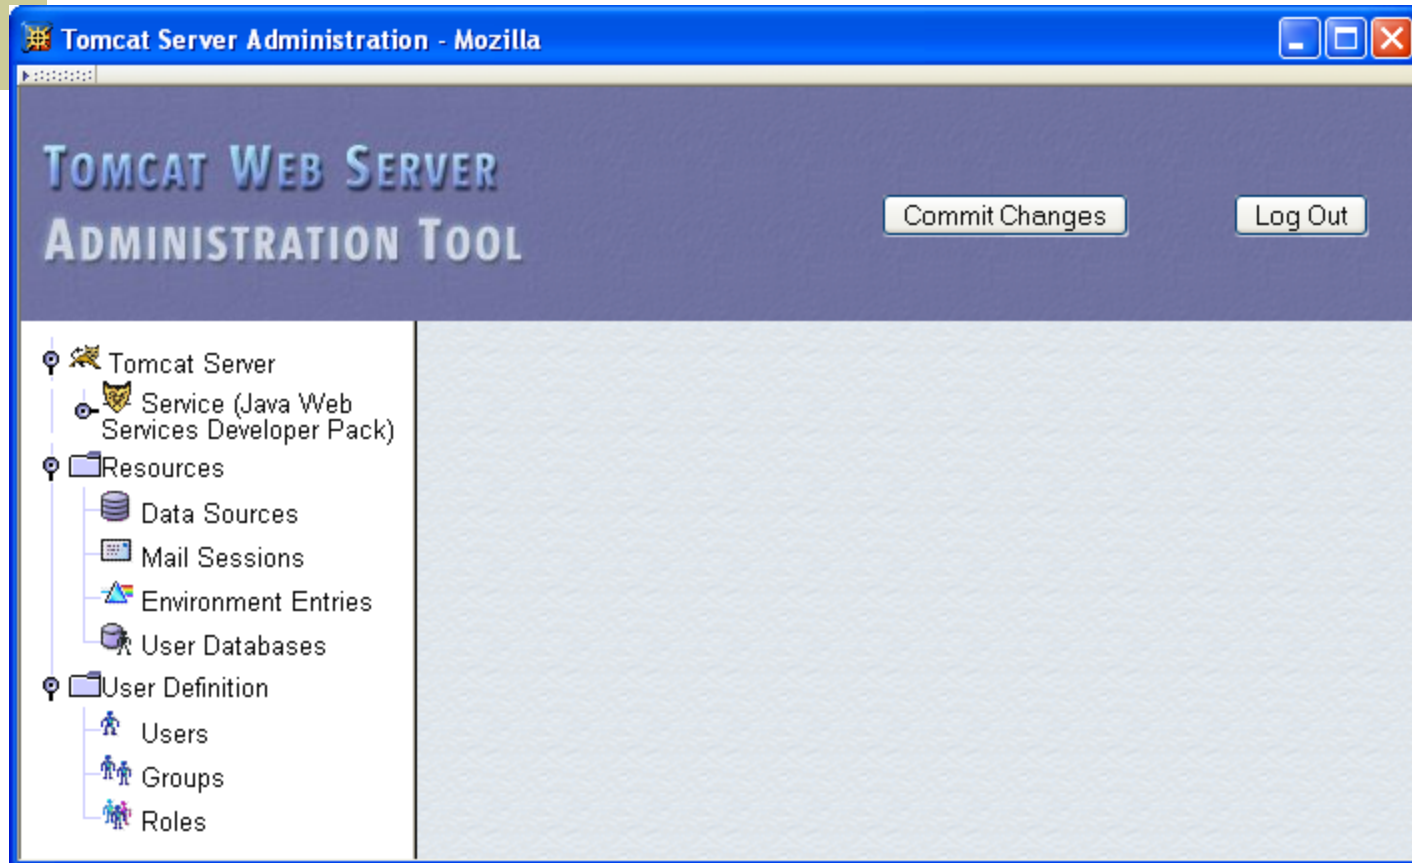 Tomcat Server Administration - Mozilla
TOMCAT WEB SERVER
ADMINISTRATION TOOL
Commit Changes
Log Out
Tomcat Server
Service (Java Web
Services Developer Pack)
Resources
Data Sources
Mail Sessions
Environment Entries
User Databases
User Definition
Users
Groups
Roles